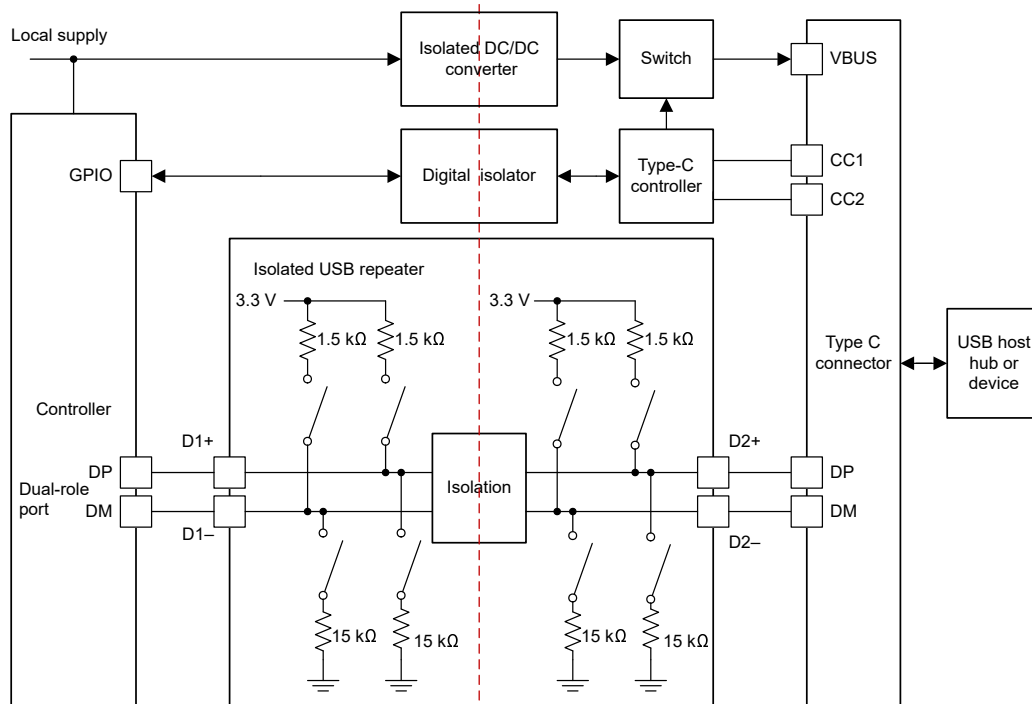 Local supply
Isolated DC/DC
converter
Switch
VBUS
GPIO
Digital isolator
Type-C
controller
CC1
CC2
Isolated USB repeater
3.3 V
3.3 V
1.5 kΩ
1.5 kΩ
1.5 kΩ
1.5 kΩ
Type C
connector
USB host
hub or
device
Controller
D1+
D2+
DP
DP
Dual-role
port
Isolation
DM
DM
D1–
D2–
15 kΩ
15 kΩ
15 kΩ
15 kΩ